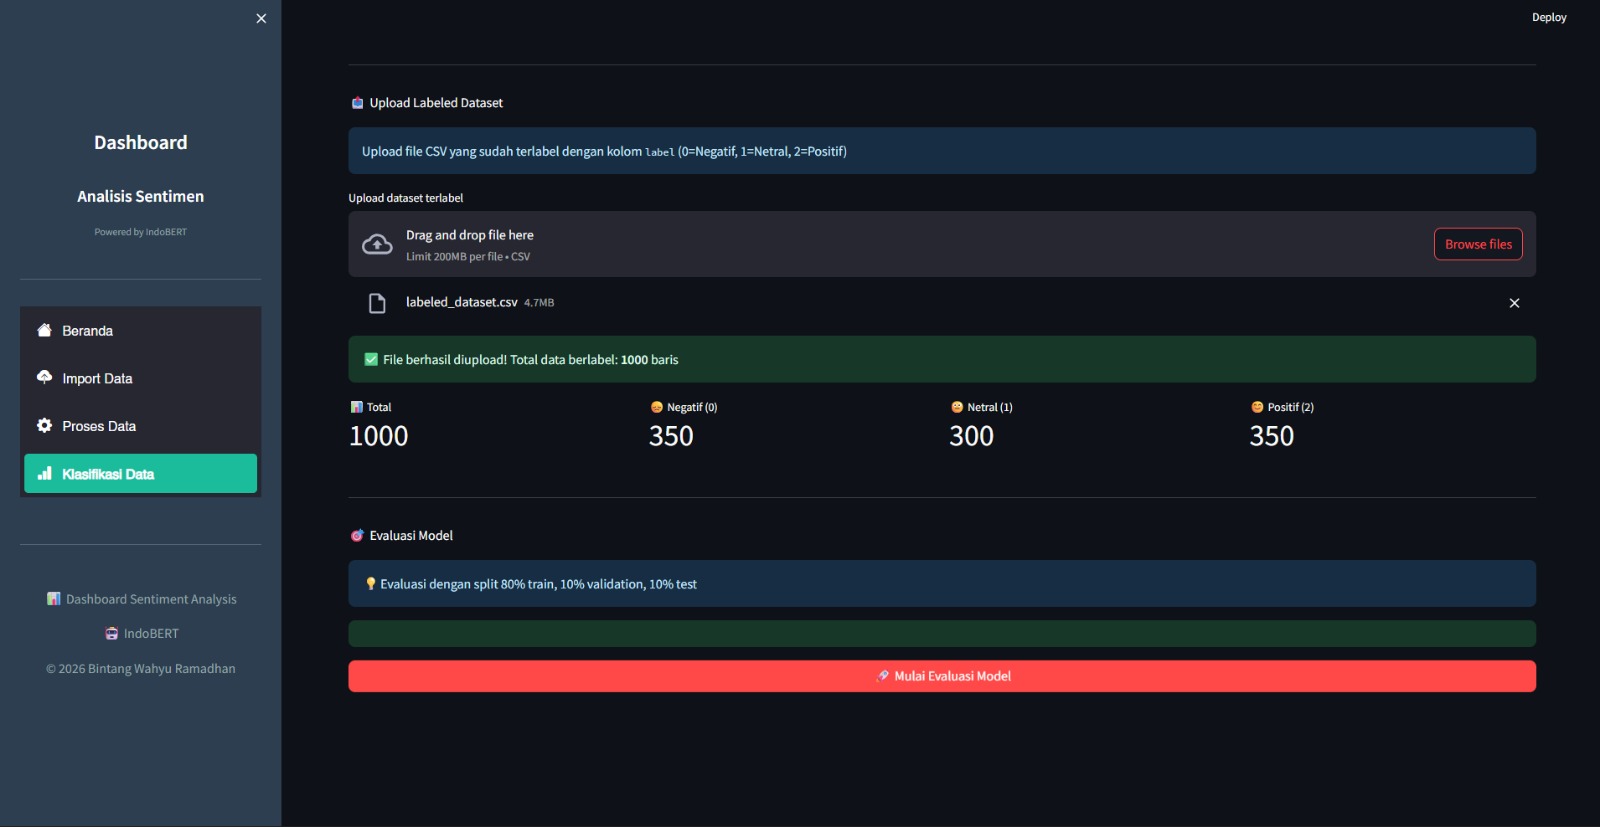 Deploy
Dashboard
Analisis Sentimen
Powered by IndoBERT
Beranda
Import Data
Proses Data
Klasifikasi Data
Dashboard Sentiment Analysis
IndoBERT
© 2026 Bintang Wahyu Ramadhan
Upload Labeled Dataset
Upload file CSV yang sudah terlabel dengan kolom label (0=Negatif, 1=Netral, 2=Positif)
Upload dataset terlabel
Drag and drop file here
Limit 200MB per file • CSV
Browse files
labeled_dataset.csv 4.7MB
File berhasil diupload! Total data berlabel: 1000 baris
Total
1000
Negatif (0)
350
Netral (1)
300
Positif (2)
350
Evaluasi Model
Evaluasi dengan split 80% train, 10% validation, 10% test
Mulai Evaluasi Model